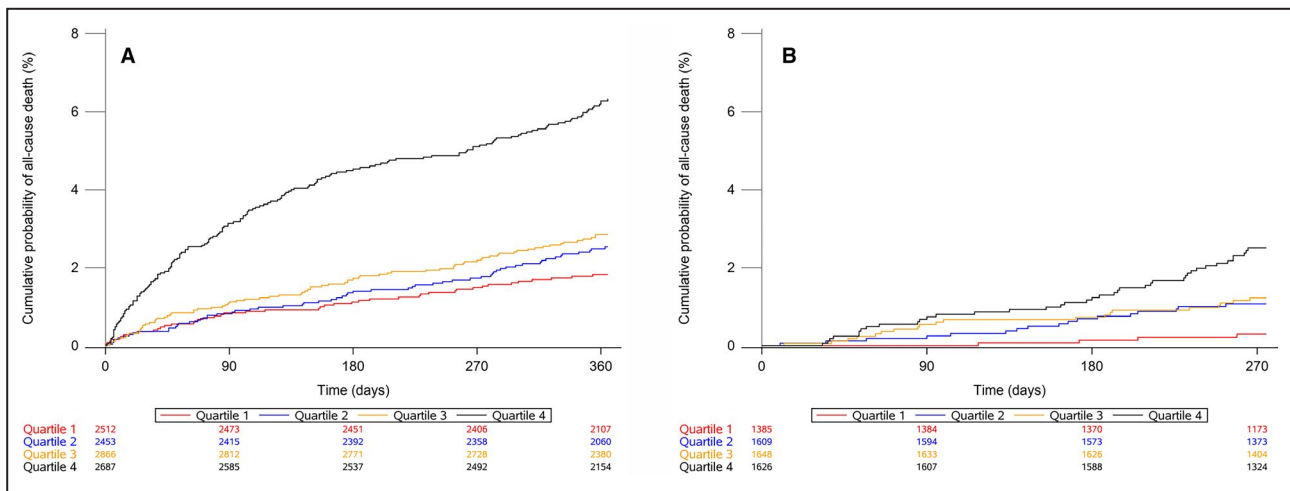 A
Cumulative probability of all-cause death (%)
8
6
4
2
0
0 90 180 270 360
Time (days)
Quartile 1 Quartile 2 Quartile 3 Quartile 4
Quartile 1 2512 2473 2451 2406 2107
Quartile 2 2453 2415 2392 2358 2060
Quartile 3 2866 2812 2771 2728 2380
Quartile 4 2687 2585 2537 2492 2154
B
Cumulative probability of all-cause death (%)
8
6
4
2
0
0 90 180 270
Time (days)
Quartile 1 Quartile 2 Quartile 3 Quartile 4
Quartile 1 1385 1384 1370 1173
Quartile 2 1609 1594 1573 1373
Quartile 3 1648 1633 1626 1404
Quartile 4 1626 1607 1588 1324